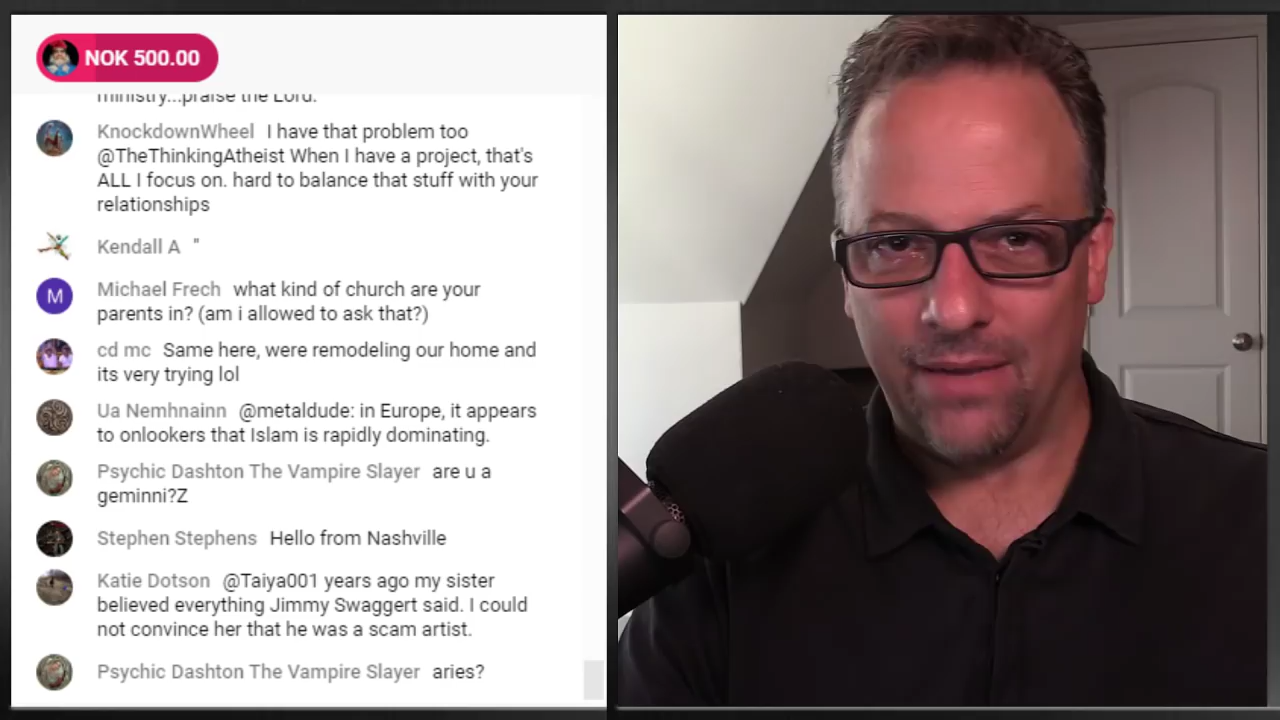 NOK 500.00
ministry...praise the Lord.
KnockdownWheel I have that problem too
@TheThinkingAtheist When I have a project, that's
ALL I focus on. hard to balance that stuff with your
relationships
Kendall A "
M
Michael Frech what kind of church are your
parents in? (am i allowed to ask that?)
cd mc Same here, were remodeling our home and
its very trying lol
Ua Nemhnainn @metaldude: in Europe, it appears
to onlookers that Islam is rapidly dominating.
Psychic Dashton The Vampire Slayer are u a
geminni?Z
Stephen Stephens Hello from Nashville
Katie Dotson @Taiya001 years ago my sister
believed everything Jimmy Swaggert said. I could
not convince her that he was a scam artist.
Psychic Dashton The Vampire Slayer aries?